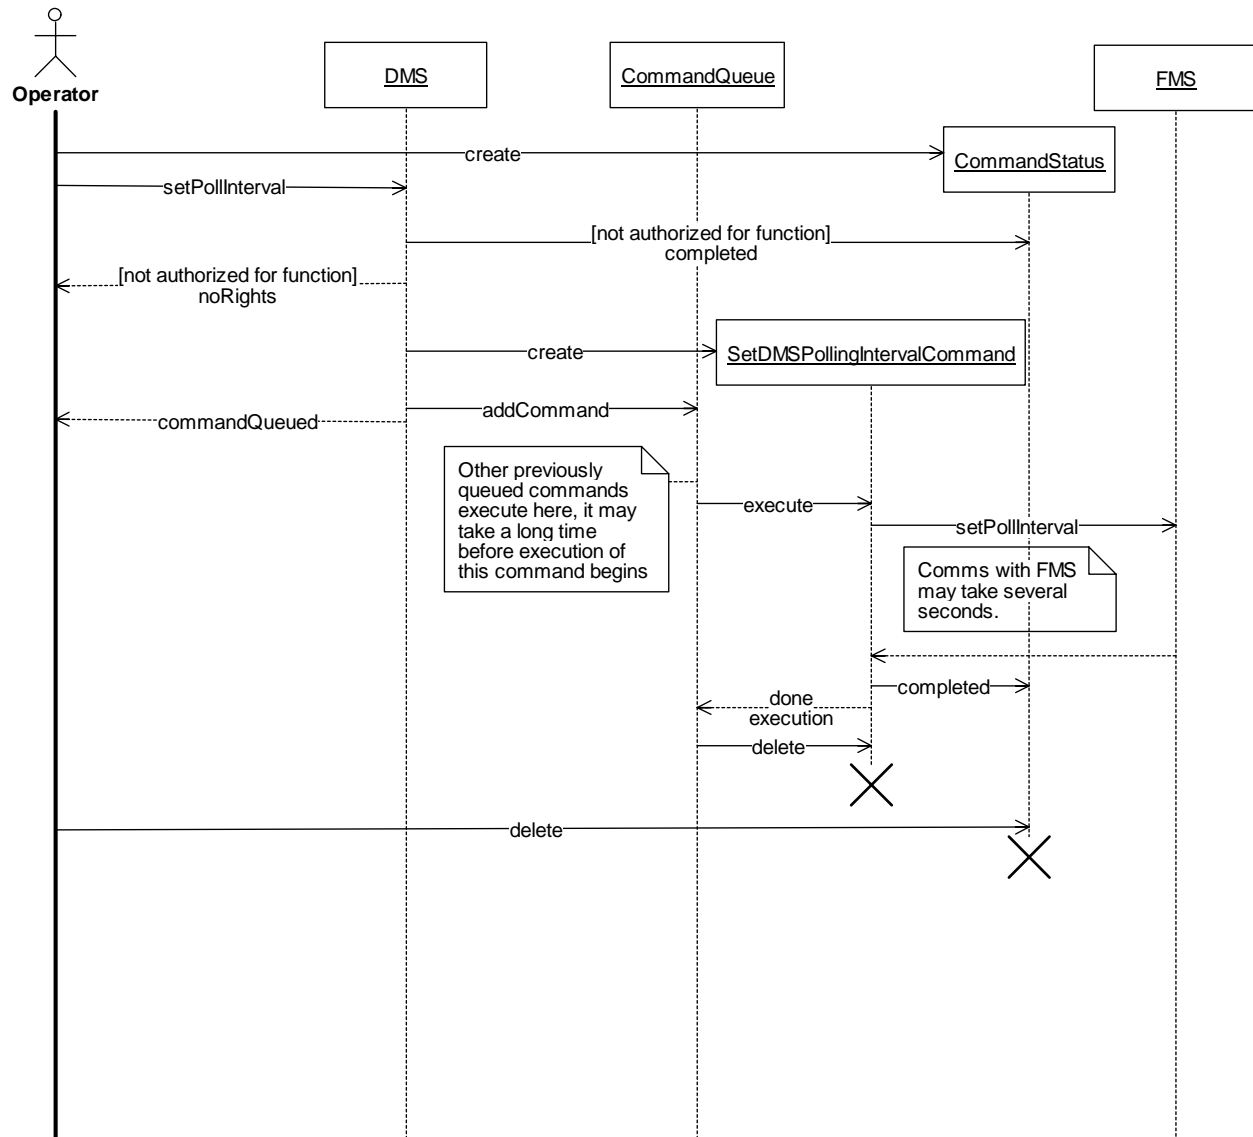 Operator
DMS
CommandQueue
FMS
create
CommandStatus
setPollInterval
[not authorized for function]
completed
[not authorized for function]
noRights
create
SetDMSPollingIntervalCommand
addCommand
commandQueued
Other previously
queued commands
execute here, it may
take a long time
before execution of
this command begins
execute
setPollInterval
Comms with FMS
may take several
seconds.
completed
done
execution
delete
delete